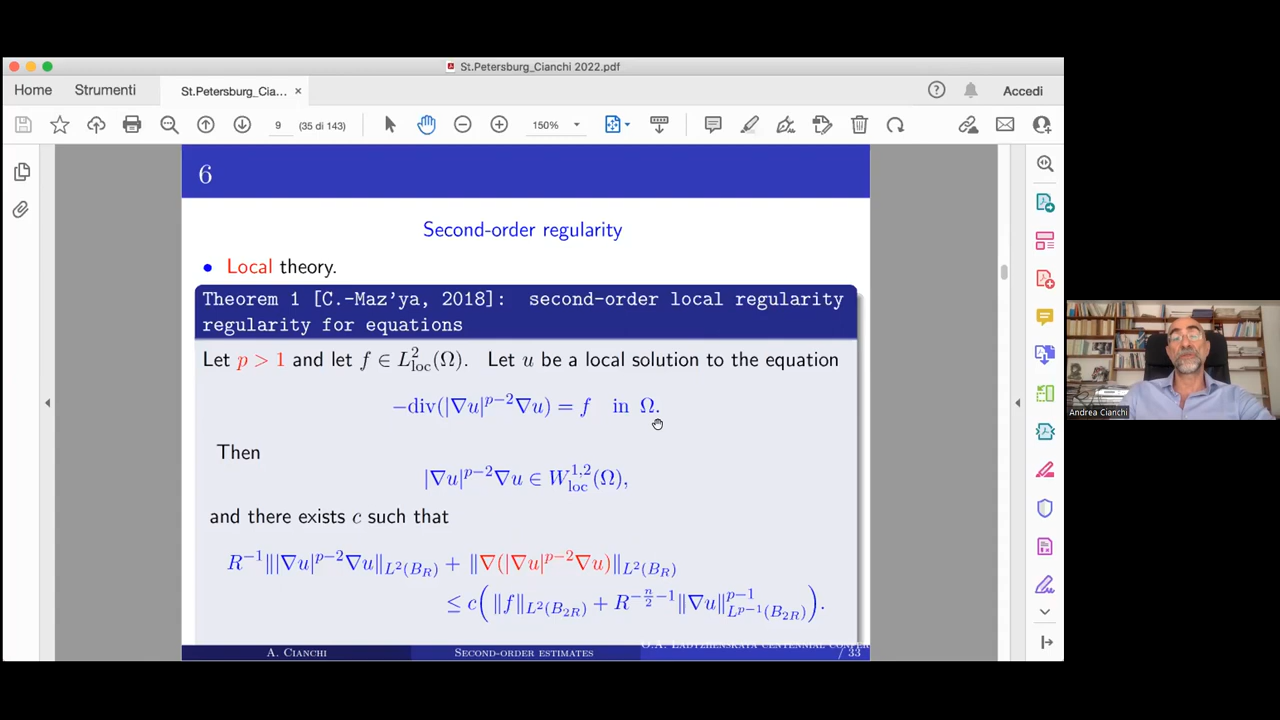 St.Petersburg_Cianchi 2022.pdf
Home
Strumenti
St.Petersburg_Cia... ×
Accedi
9 (35 di 143)
150%
6
Second-order regularity
• Local theory.
Theorem 1 [C.-Maz'ya, 2018]: second-order local regularity
regularity for equations
Let p > 1 and let f ∈ L²_loc(Ω). Let u be a local solution to the equation
−div(|∇u|^{p−2}∇u) = f in Ω.
Then
|∇u|^{p−2}∇u ∈ W^{1,2}_loc(Ω),
and there exists c such that
R^{−1}‖|∇u|^{p−2}∇u‖_{L²(B_R)} + ‖∇(|∇u|^{p−2}∇u)‖_{L²(B_R)}
≤ c(‖f‖_{L²(B_{2R})} + R^{−n/2−1}‖∇u‖^{p−1}_{L^{p−1}(B_{2R})}).
A. Cianchi
Second-order estimates
O.A. Ladyzhenskaya centennial confer
/ 33
Andrea Cianchi